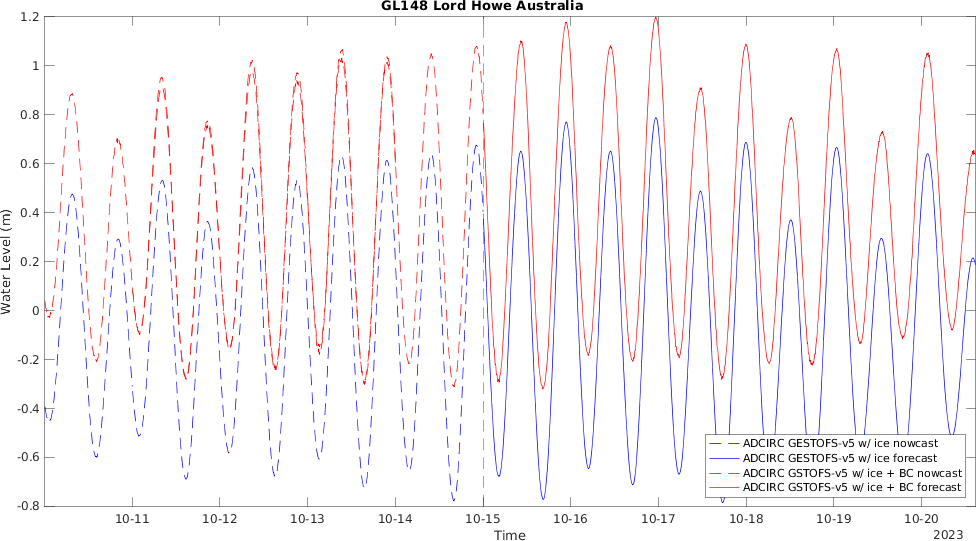 GL148 Lord Howe Australia
Water Level (m)
1.2
1
0.8
0.6
0.4
0.2
0
-0.2
-0.4
-0.6
-0.8
ADCIRC GESTOFS-v5 w/ ice nowcast
ADCIRC GESTOFS-v5 w/ ice forecast
ADCIRC GSTOFS-v5 w/ ice + BC nowcast
ADCIRC GSTOFS-v5 w/ ice + BC forecast
10-11 10-12 10-13 10-14 10-15 10-16 10-17 10-18 10-19 10-20
Time
2023